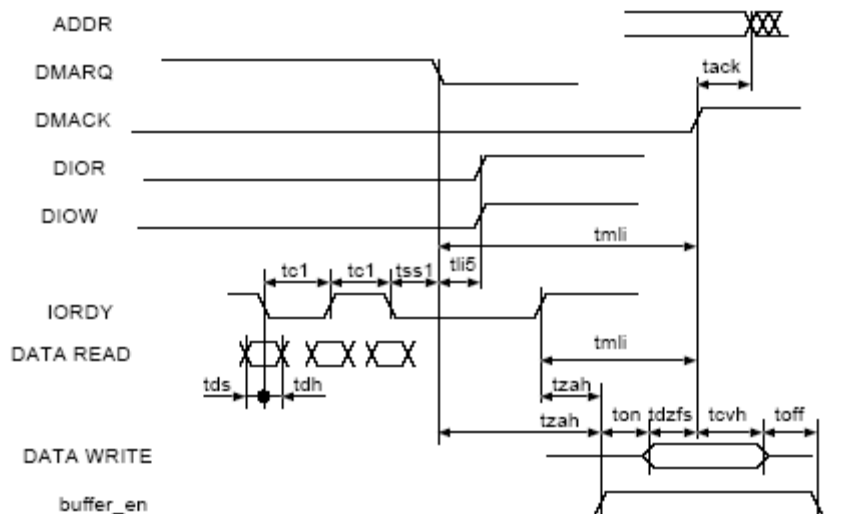 ADDR
DMARQ
tack
DMACK
DIOR
DIOW
tmli
tc1 tc1 tss1 tli5
IORDY
DATA READ
tmli
tds tdh
tzah
tzah ton tdzfs tcvh toff
DATA WRITE
buffer_en